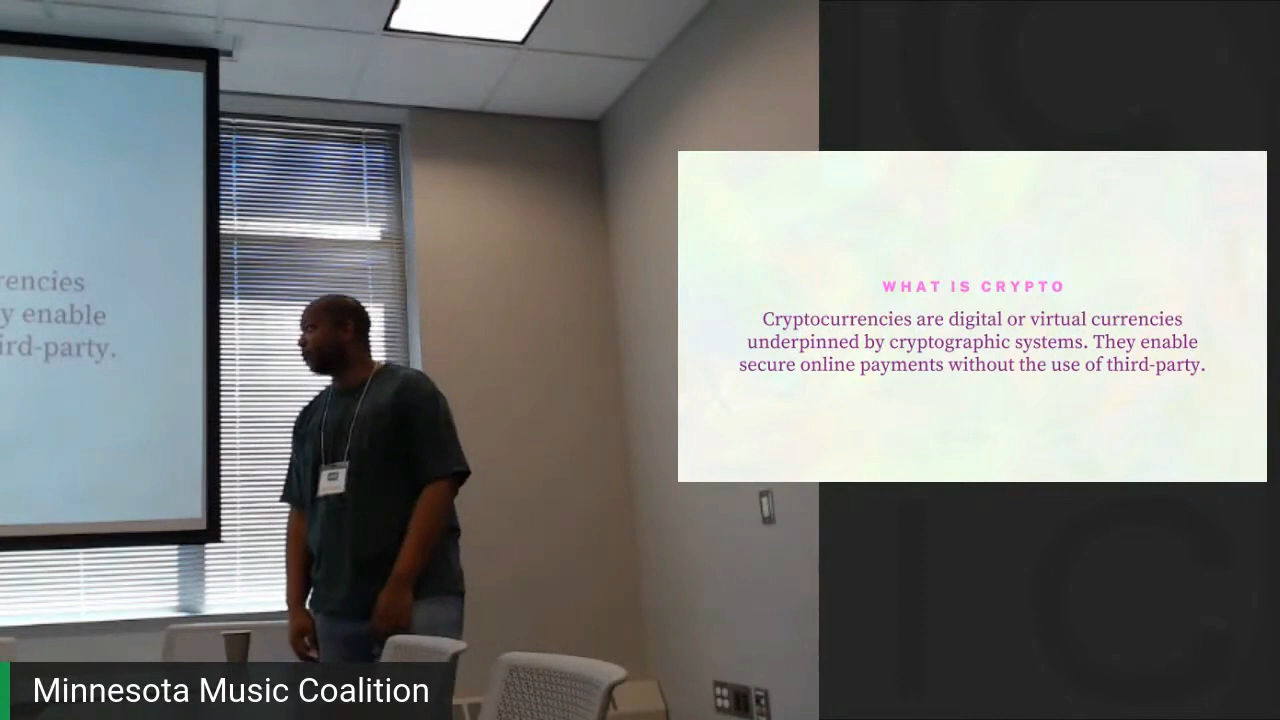 rencies
y enable
ird-party.
WHAT IS CRYPTO
Cryptocurrencies are digital or virtual currencies
underpinned by cryptographic systems. They enable
secure online payments without the use of third-party.
Minnesota Music Coalition